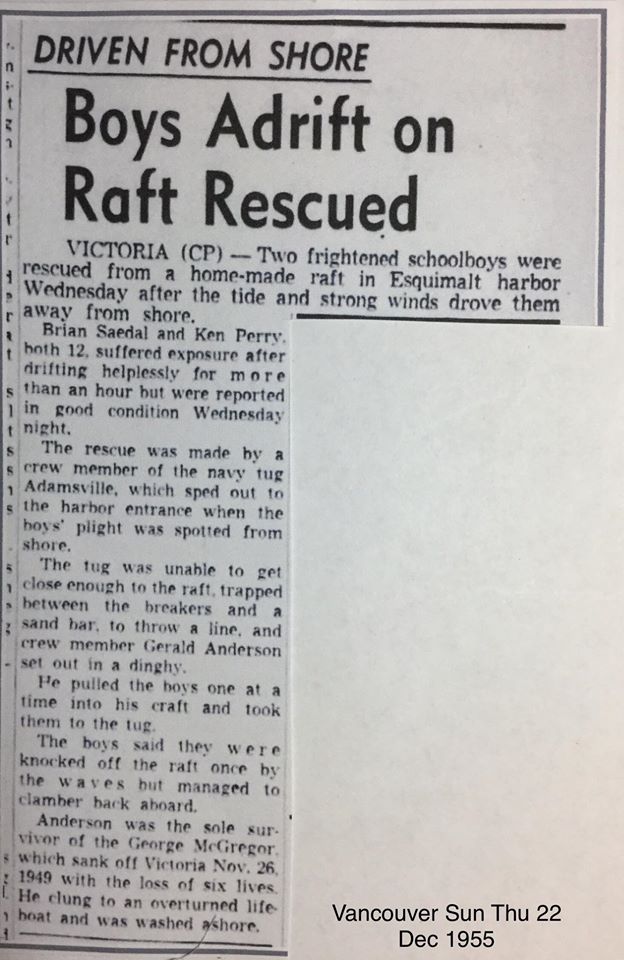 DRIVEN FROM SHORE
Boys Adrift on
Raft Rescued
VICTORIA (CP) — Two frightened schoolboys were
rescued from a home-made raft in Esquimalt harbor
Wednesday after the tide and strong winds drove them
away from shore.
Brian Saedal and Ken Perry,
both 12, suffered exposure after
drifting helplessly for more
than an hour but were reported
in good condition Wednesday
night.
The rescue was made by a
crew member of the navy tug
Adamsville, which sped out to
the harbor entrance when the
boys' plight was spotted from
shore.
The tug was unable to get
close enough to the raft, trapped
between the breakers and a
sand bar, to throw a line, and
crew member Gerald Anderson
set out in a dinghy.
He pulled the boys one at a
time into his craft and took
them to the tug.
The boys said they were
knocked off the raft once by
the waves but managed to
clamber back aboard.
Anderson was the sole sur-
vivor of the George McGregor,
which sank off Victoria Nov. 26,
1949 with the loss of six lives.
He clung to an overturned life-
boat and was washed ashore.
Vancouver Sun Thu 22
Dec 1955